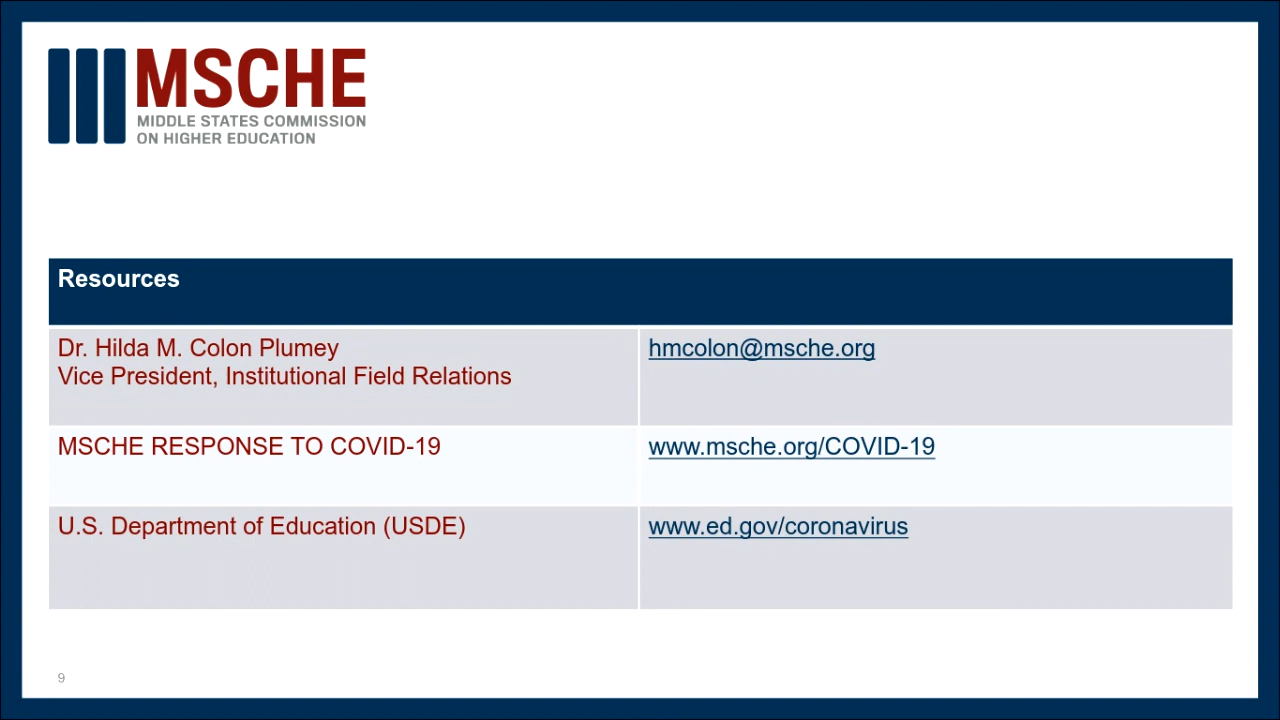 MSCHE
MIDDLE STATES COMMISSION
ON HIGHER EDUCATION
Resources
Dr. Hilda M. Colon Plumey
Vice President, Institutional Field Relations
hmcolon@msche.org
MSCHE RESPONSE TO COVID-19
www.msche.org/COVID-19
U.S. Department of Education (USDE)
www.ed.gov/coronavirus
9